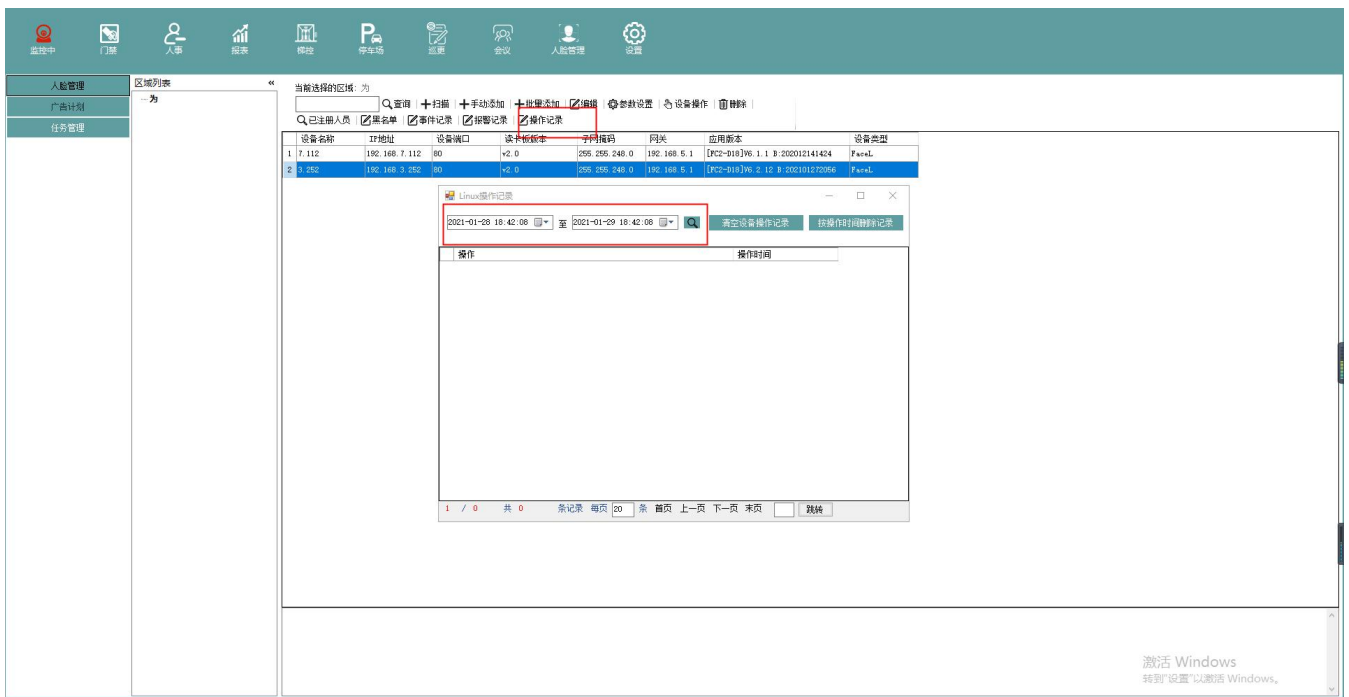 监控中 门禁 人事 报表 梯控 停车场 巡更 会议 人脸管理 设置
人脸管理
广告计划
任务管理
区域列表 «
为
当前选择的区域: 为
查询 扫描 手动添加 批里添加 编辑 参数设置 设备操作 删除
已注册人员 黑名单 事件记录 报警记录 操作记录
设备名称 IP地址 设备端口 读卡板版本 子网掩码 网关 应用版本 设备类型
1 7.112 192.168.7.112 80 v2.0 255.255.248.0 192.168.5.1 [FC2-D18]V6.1.1 B:202012141424 FaceL
2 3.252 192.168.3.252 80 v2.0 255.255.248.0 192.168.5.1 [FC2-D18]V6.2.12 B:202101272056 FaceL
Linux操作记录
2021-01-28 18:42:08 至 2021-01-29 18:42:08 清空设备操作记录 按操作时间删除记录
操作 操作时间
1 / 0 共 0 条记录 每页 20 条 首页 上一页 下一页 末页 跳转
激活 Windows
转到"设置"以激活 Windows。